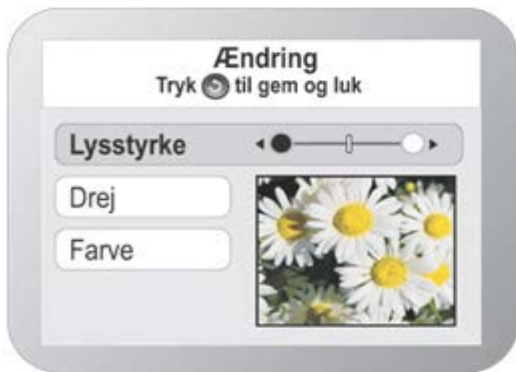 Ændring
Tryk til gem og luk
Lysstyrke
Drej
Farve